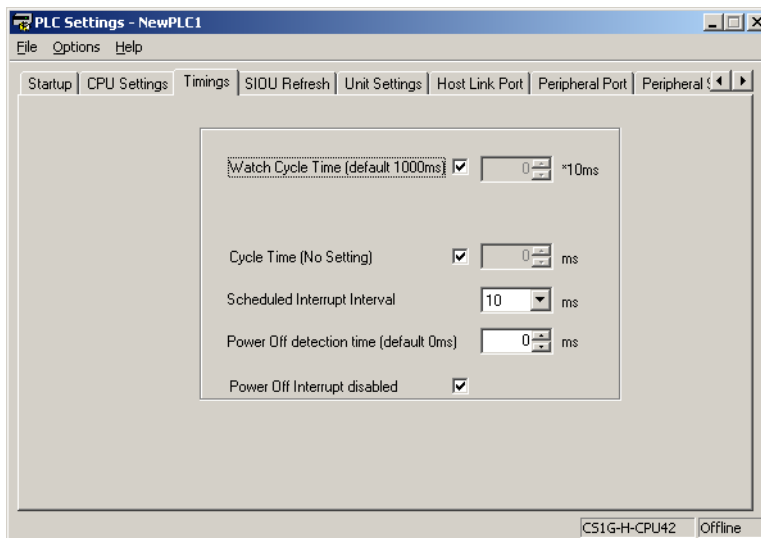 PLC Settings - NewPLC1
File Options Help
Startup CPU Settings Timings SIOU Refresh Unit Settings Host Link Port Peripheral Port Peripheral
Watch Cycle Time (default 1000ms) 0 *10ms
Cycle Time (No Setting) 0 ms
Scheduled Interrupt Interval 10 ms
Power Off detection time (default 0ms) 0 ms
Power Off Interrupt disabled
CS1G-H-CPU42 Offline